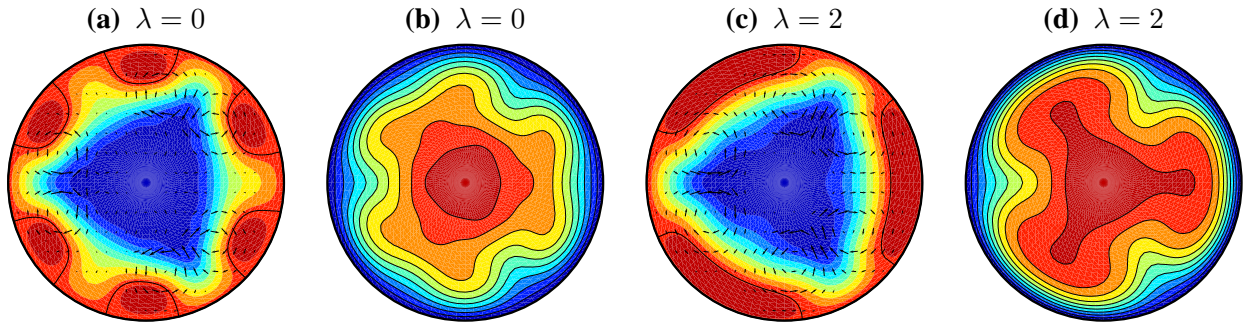 (a) λ = 0
(b) λ = 0
(c) λ = 2
(d) λ = 2